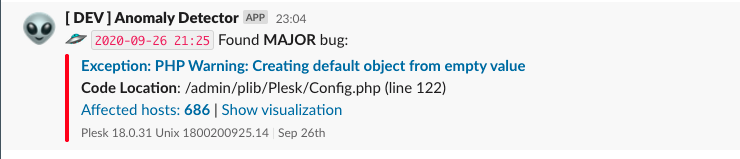 [ DEV ] Anomaly Detector APP 23:04
2020-09-26 21:25 Found MAJOR bug:
Exception: PHP Warning: Creating default object from empty value
Code Location: /admin/plib/Plesk/Config.php (line 122)
Affected hosts: 686 | Show visualization
Plesk 18.0.31 Unix 1800200925.14 | Sep 26th